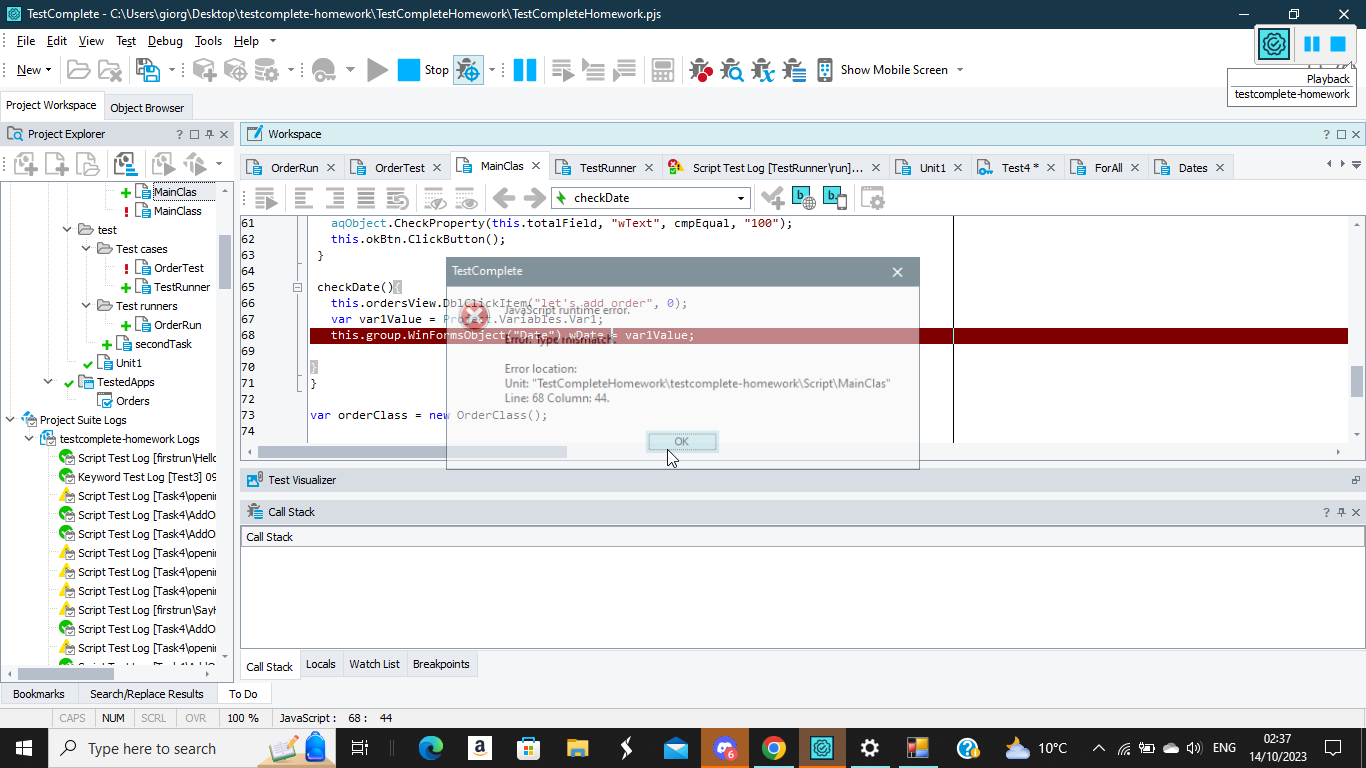 TestComplete - C:\Users\giorg\Desktop\testcomplete-homework\TestCompleteHomework\TestCompleteHomework.pjs
File Edit View Test Debug Tools Help
New Stop Show Mobile Screen
Playback
testcomplete-homework
Project Workspace Object Browser
Project Explorer
Workspace
OrderRun OrderTest MainClas TestRunner Script Test Log [TestRunner\run]... Unit1 Test4 * ForAll Dates
checkDate
MainClas
MainClass
test
Test cases
OrderTest
TestRunner
Test runners
OrderRun
secondTask
Unit1
TestedApps
Orders
Project Suite Logs
testcomplete-homework Logs
Script Test Log [firstrun\Hello
Keyword Test Log [Test3] 09
Script Test Log [Task4\openin
Script Test Log [Task4\AddO
Script Test Log [Task4\AddO
Script Test Log [Task4\openin
Script Test Log [Task4\openin
Script Test Log [Task4\openin
Script Test Log [firstrun\SayH
Script Test Log [Task4\AddO
Script Test Log [Task4\openin
61 aqObject.CheckProperty(this.totalField, "wText", cmpEqual, "100");
62 this.okBtn.ClickButton();
63 }
64
65 checkDate(){
66 this.ordersView.DblClickItem("let's add order", 0);
67 var var1Value = Project.Variables.Var1;
68 this.group.WinFormsObject("Date").wDate = var1Value;
69
70 }
71 }
72
73 var orderClass = new OrderClass();
74
TestComplete
JavaScript runtime error.
Error: Type mismatch.
Error location:
Unit: "TestCompleteHomework\testcomplete-homework\Script\MainClas"
Line: 68 Column: 44.
OK
Test Visualizer
Call Stack
Call Stack
Call Stack Locals Watch List Breakpoints
Bookmarks Search/Replace Results To Do
CAPS NUM SCRL OVR 100 % JavaScript : 68 : 44
Type here to search
6
10°C
ENG
02:37
14/10/2023